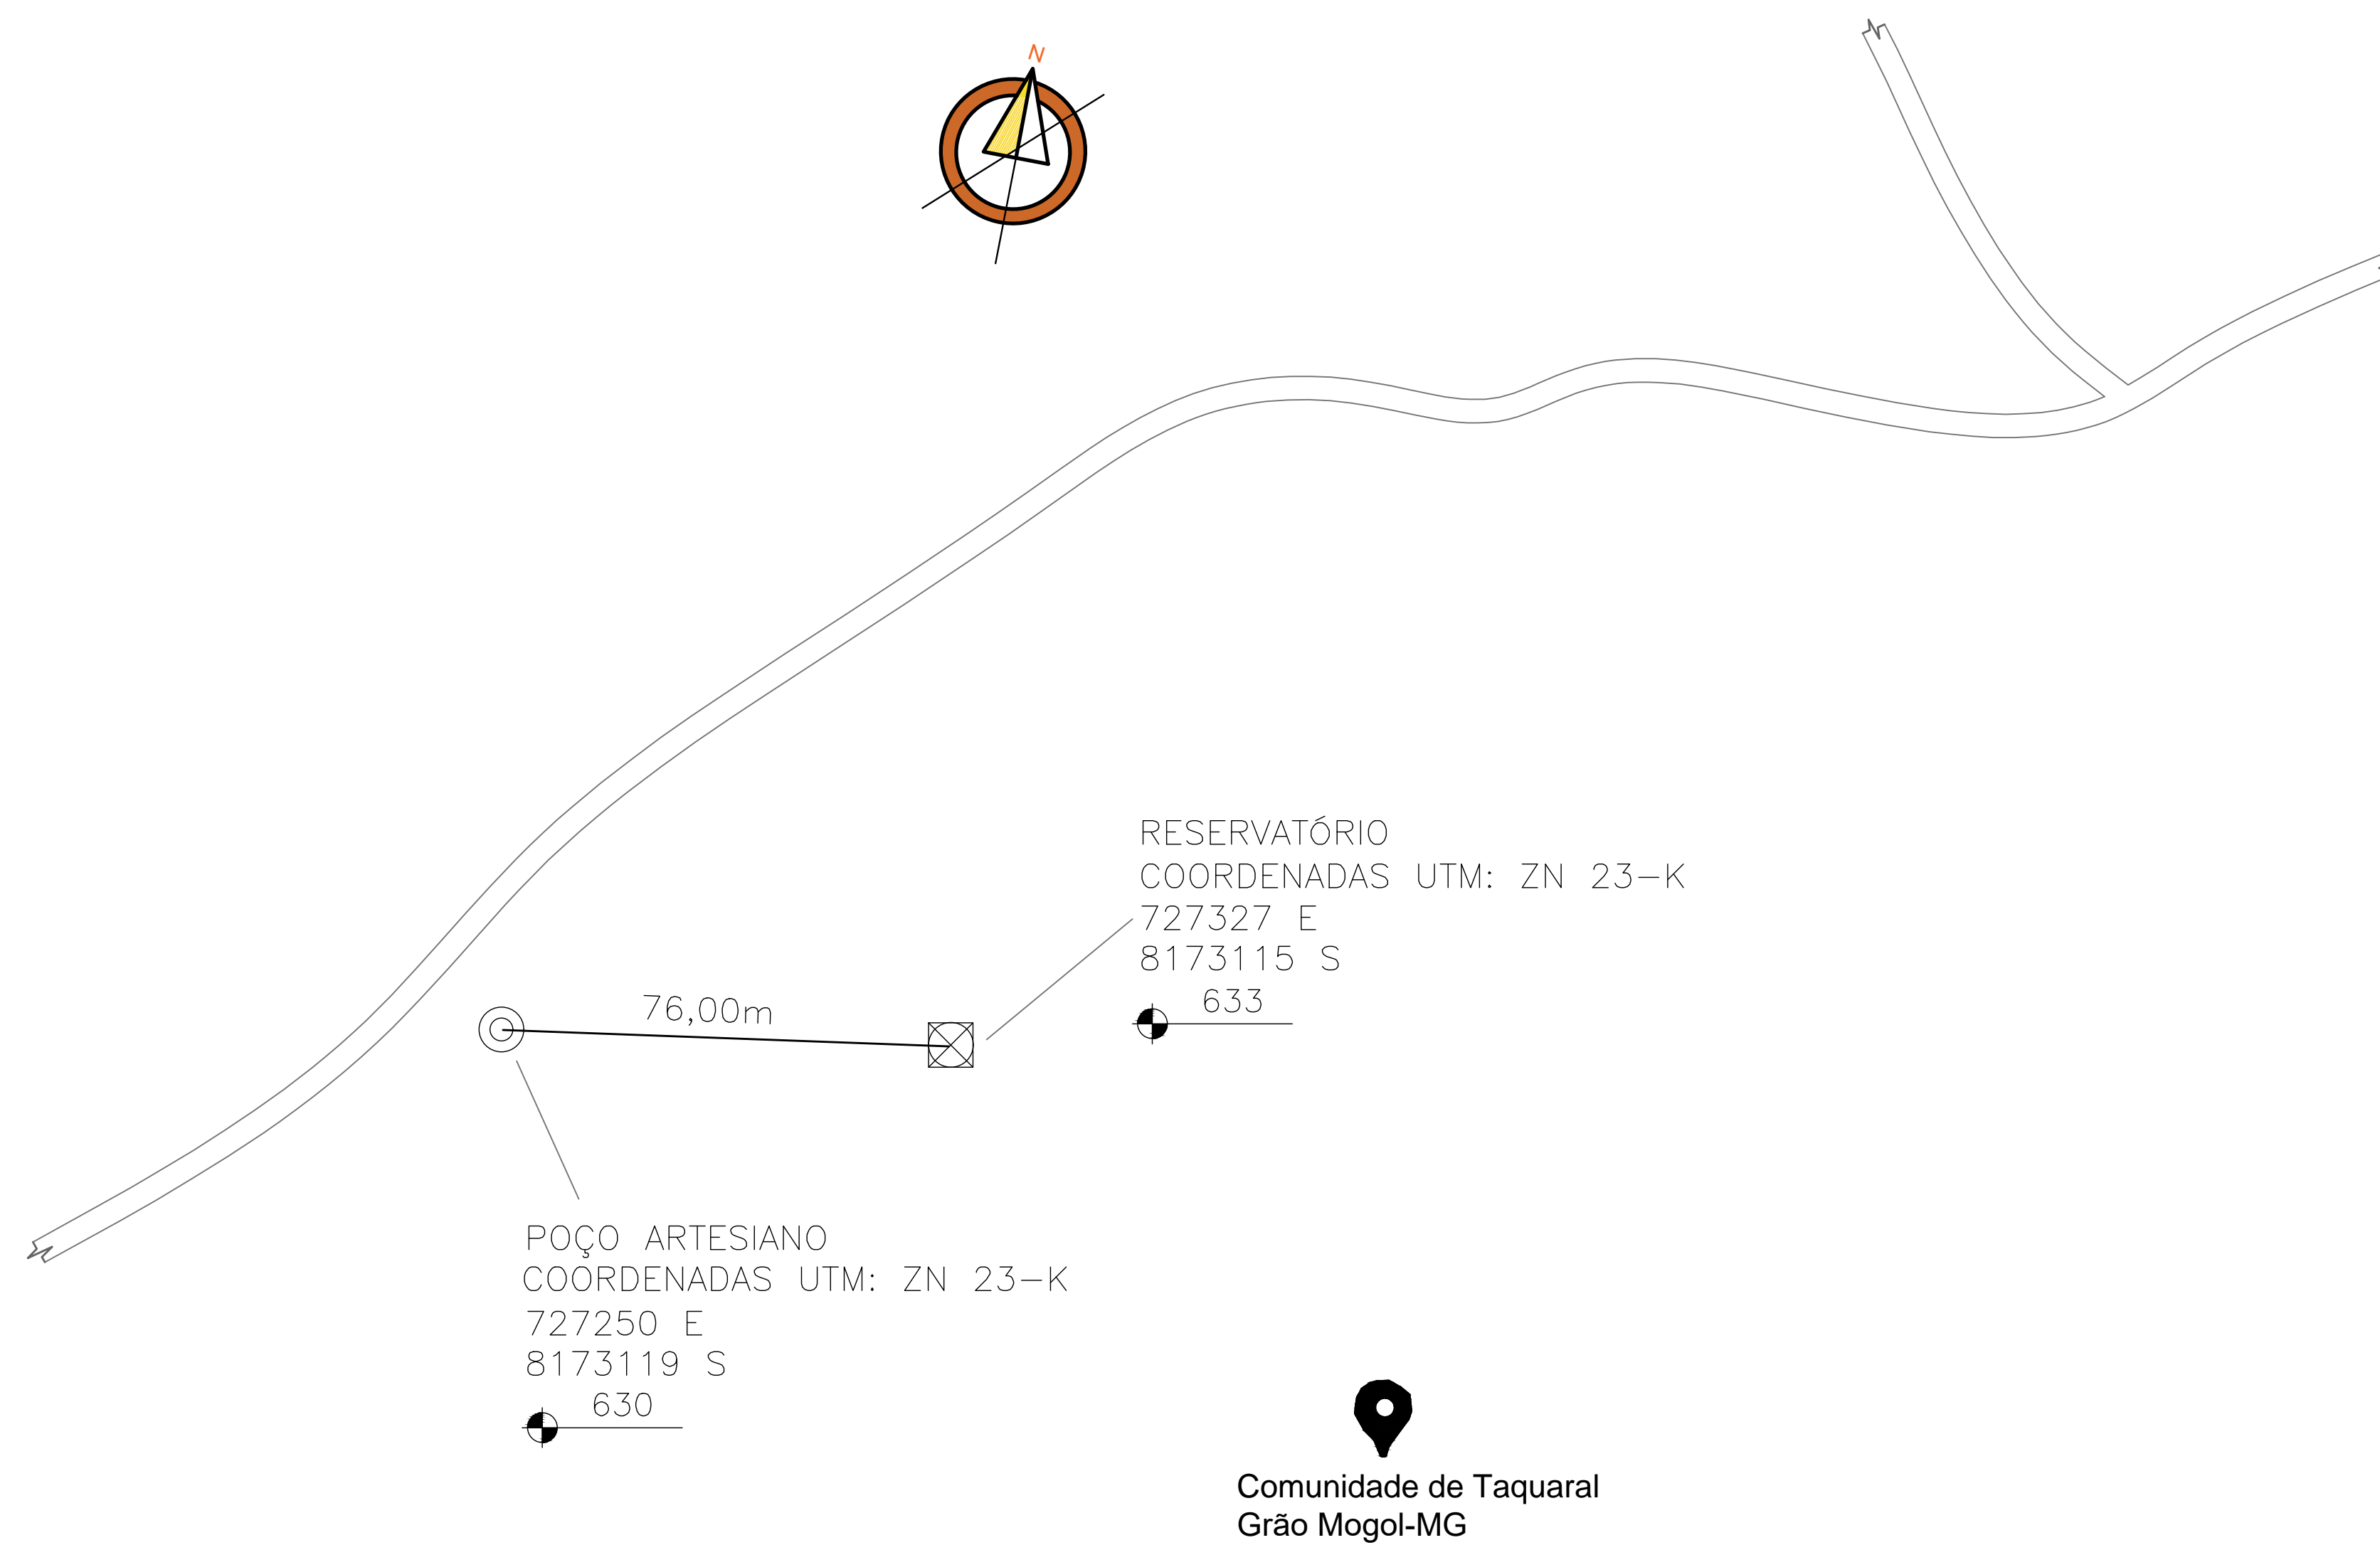 N
RESERVATÓRIO
COORDENADAS UTM: ZN 23-K
727327 E
8173115 S
633
76,00m
POÇO ARTESIANO
COORDENADAS UTM: ZN 23-K
727250 E
8173119 S
630
Comunidade de Taquaral
Grão Mogol-MG